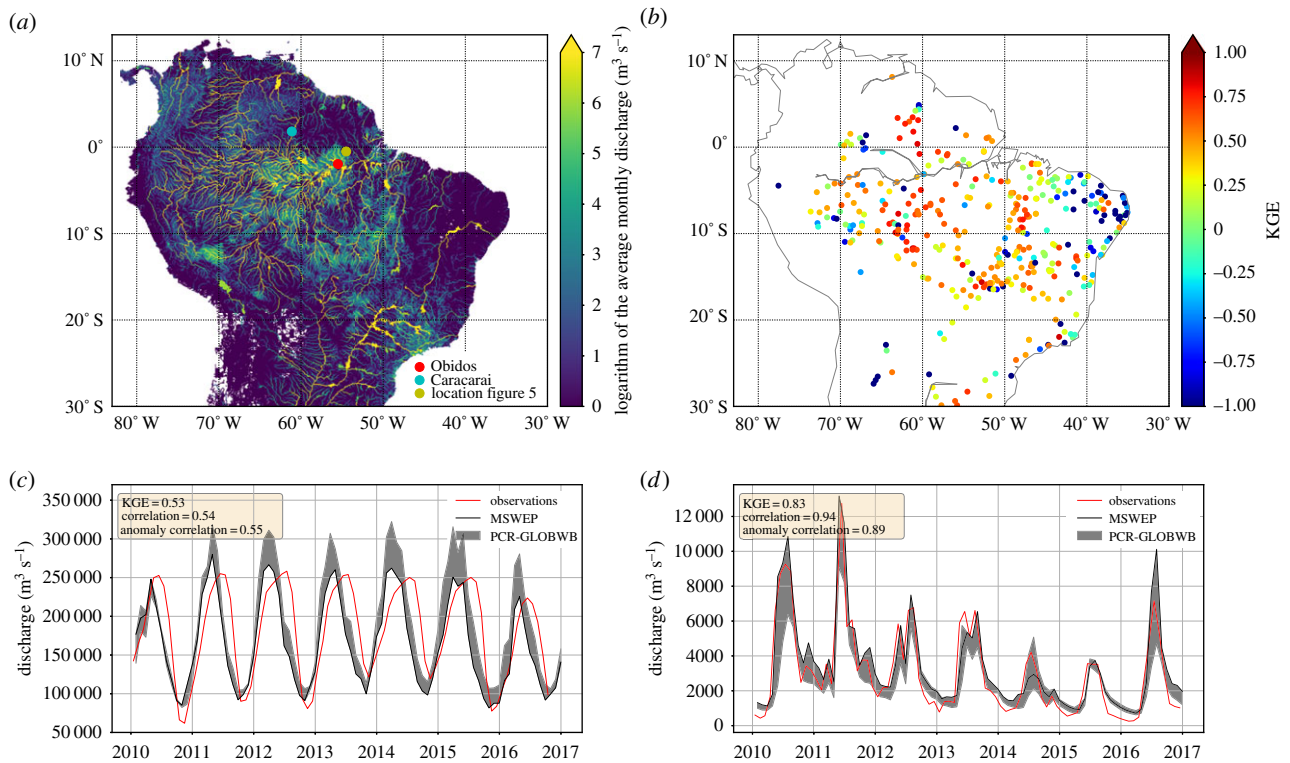 (a)
10° N
0°
10° S
20° S
30° S
80° W
70° W
60° W
50° W
40° W
30° W
Obidos
Caracarai
location figure 5
7
6
5
4
3
2
1
0
logarithm of the average monthly discharge (m³ s⁻¹)
(b)
10° N
0°
10° S
20° S
30° S
80° W
70° W
60° W
50° W
40° W
30° W
1.00
0.75
0.50
0.25
0
−0.25
−0.50
−0.75
−1.00
KGE
(c)
350 000
300 000
250 000
200 000
150 000
100 000
50 000
discharge (m³ s⁻¹)
KGE = 0.53
correlation = 0.54
anomaly correlation = 0.55
observations
MSWEP
PCR-GLOBWB
2010 2011 2012 2013 2014 2015 2016 2017
(d)
12 000
10 000
8000
6000
4000
2000
0
discharge (m³ s⁻¹)
KGE = 0.83
correlation = 0.94
anomaly correlation = 0.89
observations
MSWEP
PCR-GLOBWB
2010 2011 2012 2013 2014 2015 2016 2017